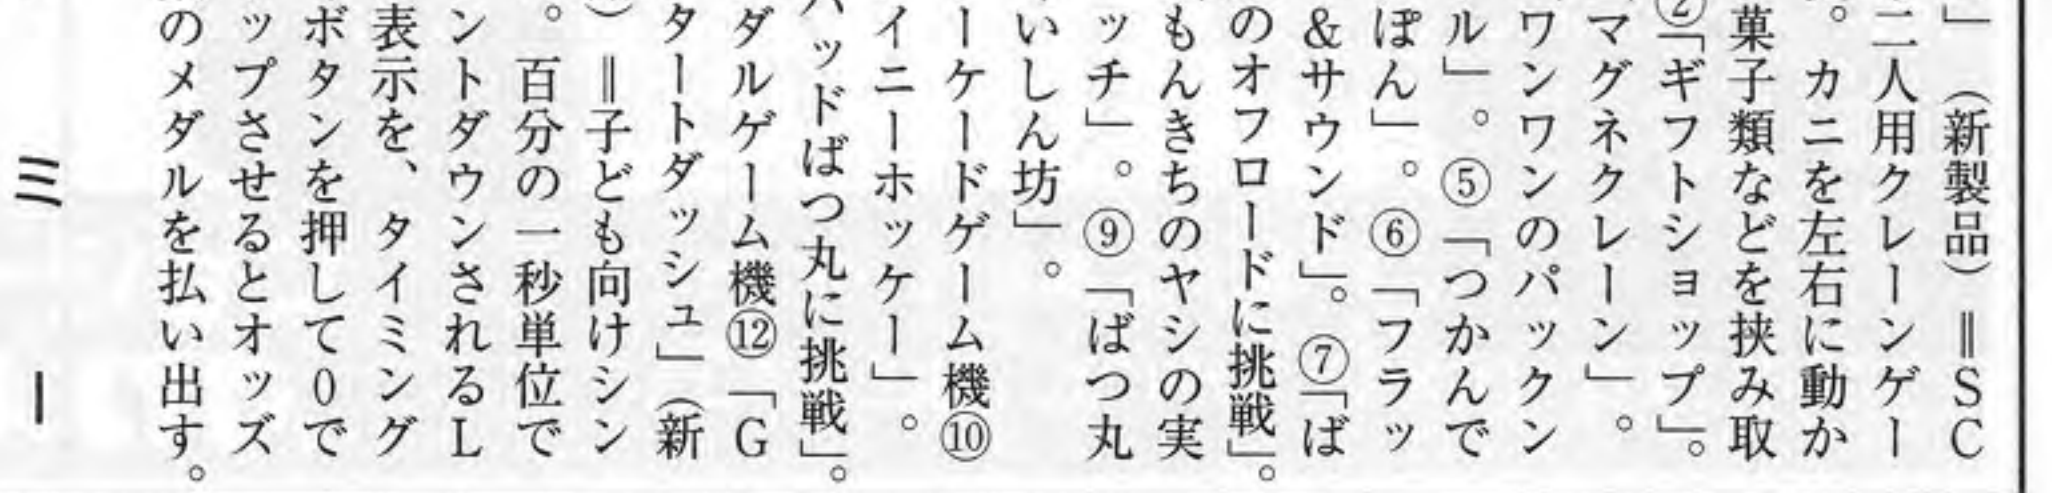 」（新製品）＝SC
二人用クレーンゲー
。カニを左右に動か
菓子類などを挟み取
②「ギフトショップ」。
マグネクレーン」。
ワンワンのパックン
ル」。⑤「つかんで
ぽん」。⑥「フラッ
&サウンド」。⑦「ば
のオフロードに挑戦」。
もんきちのヤシの実
ッチ」。⑨「ばつ丸
いしん坊」。
ーケードゲーム機⑩
イニーホッケー」。
ハッドばつ丸に挑戦」。
ダルゲーム機⑫「G
タートダッシュ」（新
）＝子ども向けシン
。百分の一秒単位で
ントダウンされるL
表示を、タイミング
ボタンを押して0で
ップさせるとオッズ
のメダルを払い出す。
ミ
ー